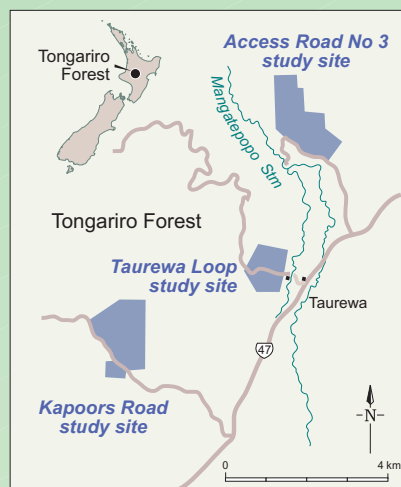 Tongariro
Forest
Access Road No 3
study site
Mangatepopo Stm
Tongariro Forest
Taurewa Loop
study site
Taurewa
47
Kapoors Road
study site
N
0
4 km